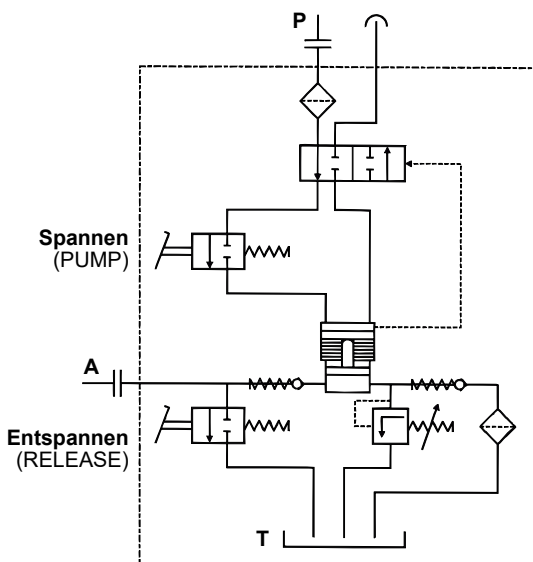 P
Spannen
(PUMP)
A
Entspannen
(RELEASE)
T